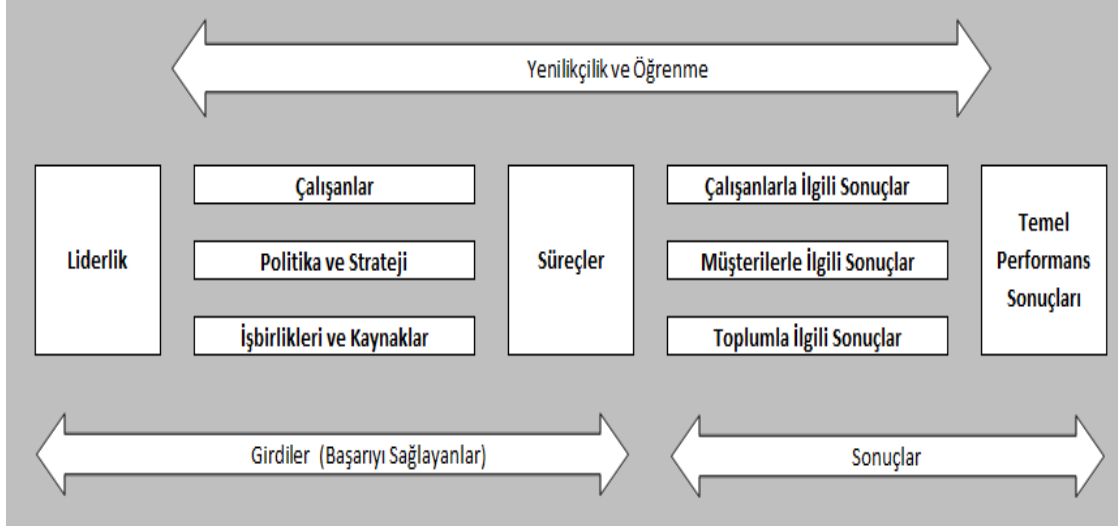 Yenilikçilik ve Öğrenme
Liderlik
Çalışanlar
Politika ve Strateji
İşbirlikleri ve Kaynaklar
Süreçler
Çalışanlarla İlgili Sonuçlar
Müşterilerle İlgili Sonuçlar
Toplumla İlgili Sonuçlar
Temel
Performans
Sonuçları
Girdiler (Başarıyı Sağlayanlar)
Sonuçlar